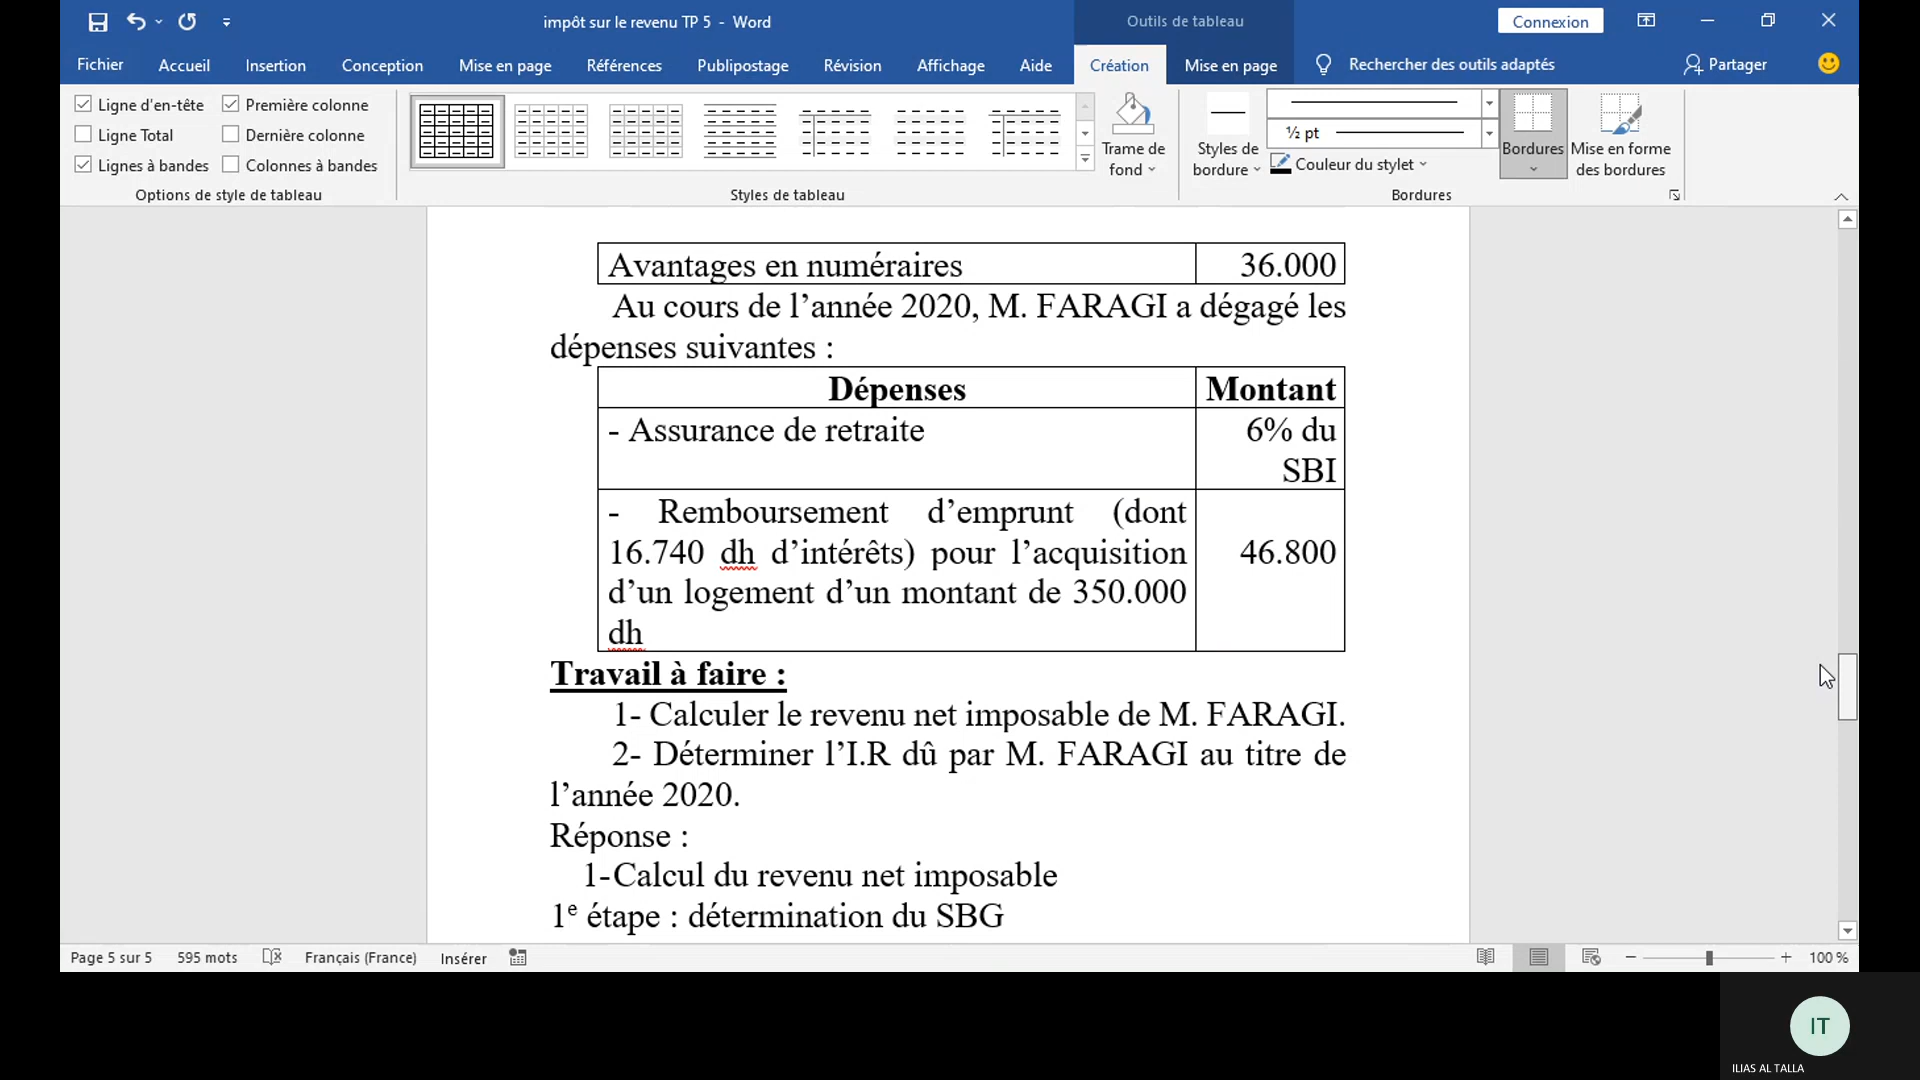 impôt sur le revenu TP 5 - Word
Outils de tableau
Connexion
Fichier Accueil Insertion Conception Mise en page Références Publipostage Révision Affichage Aide Création Mise en page Rechercher des outils adaptés Partager
Ligne d'en-tête Première colonne
Ligne Total Dernière colonne
Lignes à bandes Colonnes à bandes
Options de style de tableau
Styles de tableau
Trame de
fond
Styles de
bordure
½ pt
Couleur du stylet
Bordures
Mise en forme
des bordures
Bordures
Avantages en numéraires 36.000
Au cours de l’année 2020, M. FARAGI a dégagé les
dépenses suivantes :
Dépenses Montant
- Assurance de retraite 6% du
SBI
- Remboursement d’emprunt (dont
16.740 dh d’intérêts) pour l’acquisition 46.800
d’un logement d’un montant de 350.000
dh
Travail à faire :
1- Calculer le revenu net imposable de M. FARAGI.
2- Déterminer l’I.R dû par M. FARAGI au titre de
l’année 2020.
Réponse :
1-Calcul du revenu net imposable
1e étape : détermination du SBG
Page 5 sur 5 595 mots Français (France) Insérer 100 %
IT
ILIAS AL TALLA